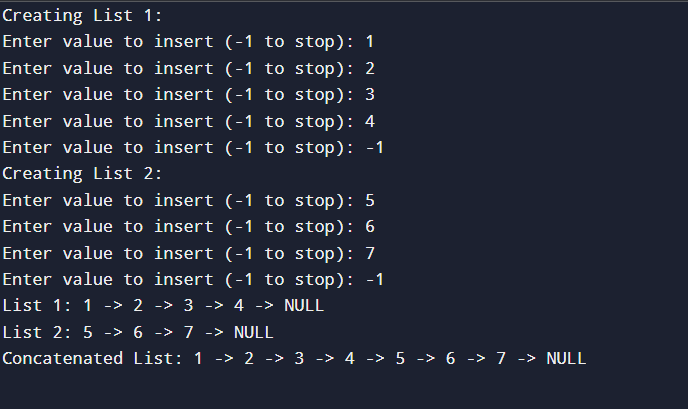 Creating List 1:
Enter value to insert (-1 to stop): 1
Enter value to insert (-1 to stop): 2
Enter value to insert (-1 to stop): 3
Enter value to insert (-1 to stop): 4
Enter value to insert (-1 to stop): -1
Creating List 2:
Enter value to insert (-1 to stop): 5
Enter value to insert (-1 to stop): 6
Enter value to insert (-1 to stop): 7
Enter value to insert (-1 to stop): -1
List 1: 1 -> 2 -> 3 -> 4 -> NULL
List 2: 5 -> 6 -> 7 -> NULL
Concatenated List: 1 -> 2 -> 3 -> 4 -> 5 -> 6 -> 7 -> NULL